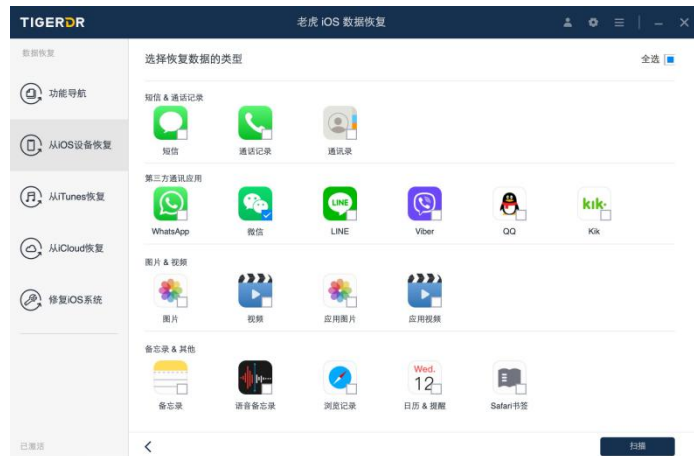 TIGERDR
老虎 iOS 数据恢复
数据恢复
功能导航
从iOS设备恢复
从iTunes恢复
从iCloud恢复
修复iOS系统
已激活
选择恢复数据的类型
全选
短信 & 通话记录
短信 通话记录 通讯录
第三方通讯应用
LINE kik·
WhatsApp 微信 LINE Viber QQ Kik
图片 & 视频
图片 视频 应用图片 应用视频
备忘录 & 其他
Wed.
12
备忘录 语音备忘录 浏览记录 日历 & 提醒 Safari书签
扫描